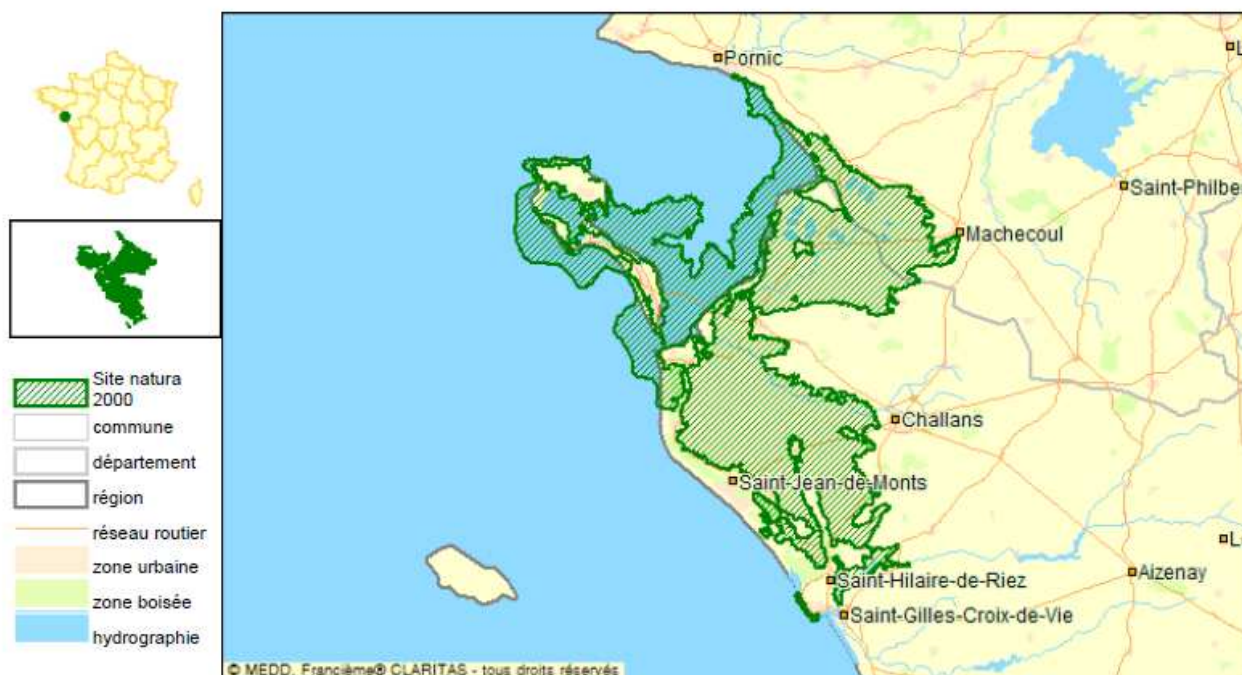 Pornic
Saint-Philber
Machecoul
Challans
Saint-Jean-de-Monts
Aizenay
Saint-Hilaire-de-Riez
Saint-Gilles-Croix-de-Vie
Site natura
2000
commune
département
région
réseau routier
zone urbaine
zone boisée
hydrographie
© MEDD, Francième® CLARITAS - tous droits réservés